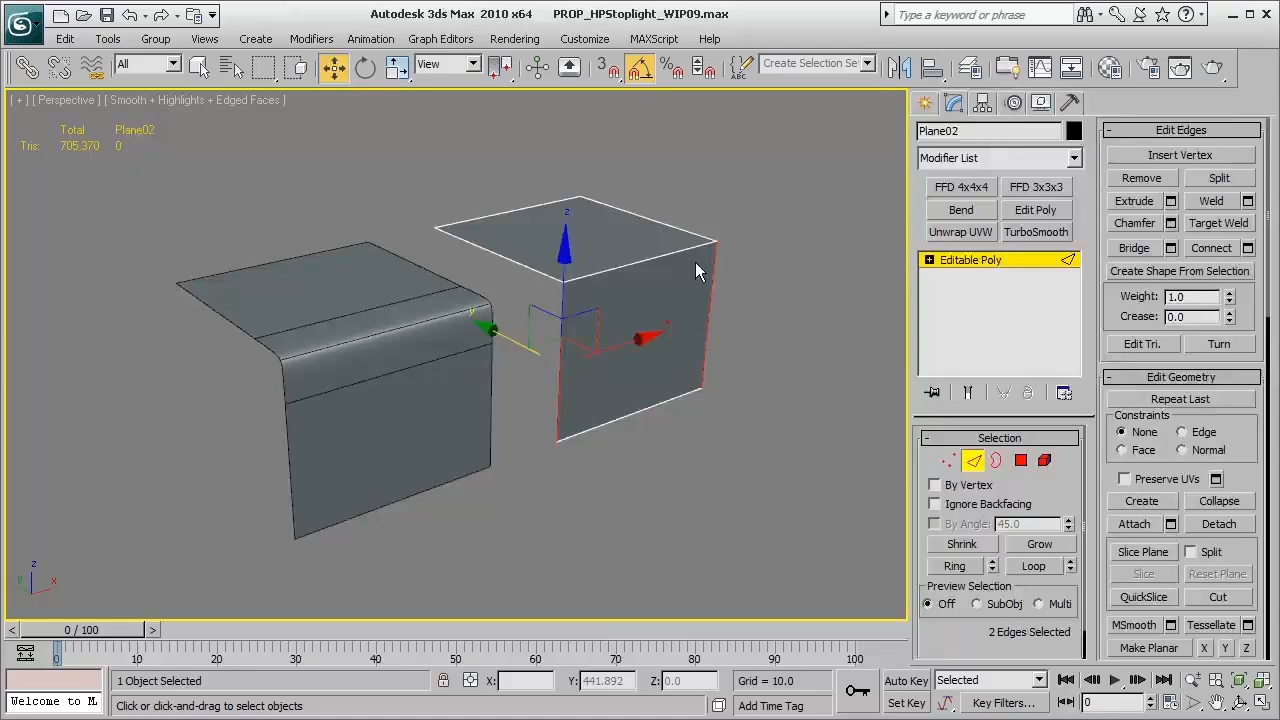 Autodesk 3ds Max 2010 x64 PROP_HPStoplight_WIP09.max
Type a keyword or phrase
Edit Tools Group Views Create Modifiers Animation Graph Editors Rendering Customize MAXScript Help
All View 3 Create Selection Se
[ + ] [ Perspective ] [ Smooth + Highlights + Edged Faces ]
Total Plane02
Tris: 705,370 0
z
y
x
z
y
x
Plane02
Modifier List
FFD 4x4x4 FFD 3x3x3
Bend Edit Poly
Unwrap UVW TurboSmooth
Editable Poly
Selection
By Vertex
Ignore Backfacing
By Angle: 45.0
Shrink Grow
Ring Loop
Preview Selection
Off SubObj Multi
2 Edges Selected
Edit Edges
Insert Vertex
Remove Split
Extrude Weld
Chamfer Target Weld
Bridge Connect
Create Shape From Selection
Weight: 1.0
Crease: 0.0
Edit Tri. Turn
Edit Geometry
Repeat Last
Constraints
None Edge
Face Normal
Preserve UVs
Create Collapse
Attach Detach
Slice Plane Split
Slice Reset Plane
QuickSlice Cut
MSmooth Tessellate
Make Planar X Y Z
< 0 / 100 >
0 10 20 30 40 50 60 70 80 90 100
1 Object Selected X: Y: 441.892 Z: 0.0 Grid = 10.0
Auto Key Selected
Welcome to M
Click or click-and-drag to select objects Add Time Tag
Set Key Key Filters... 0